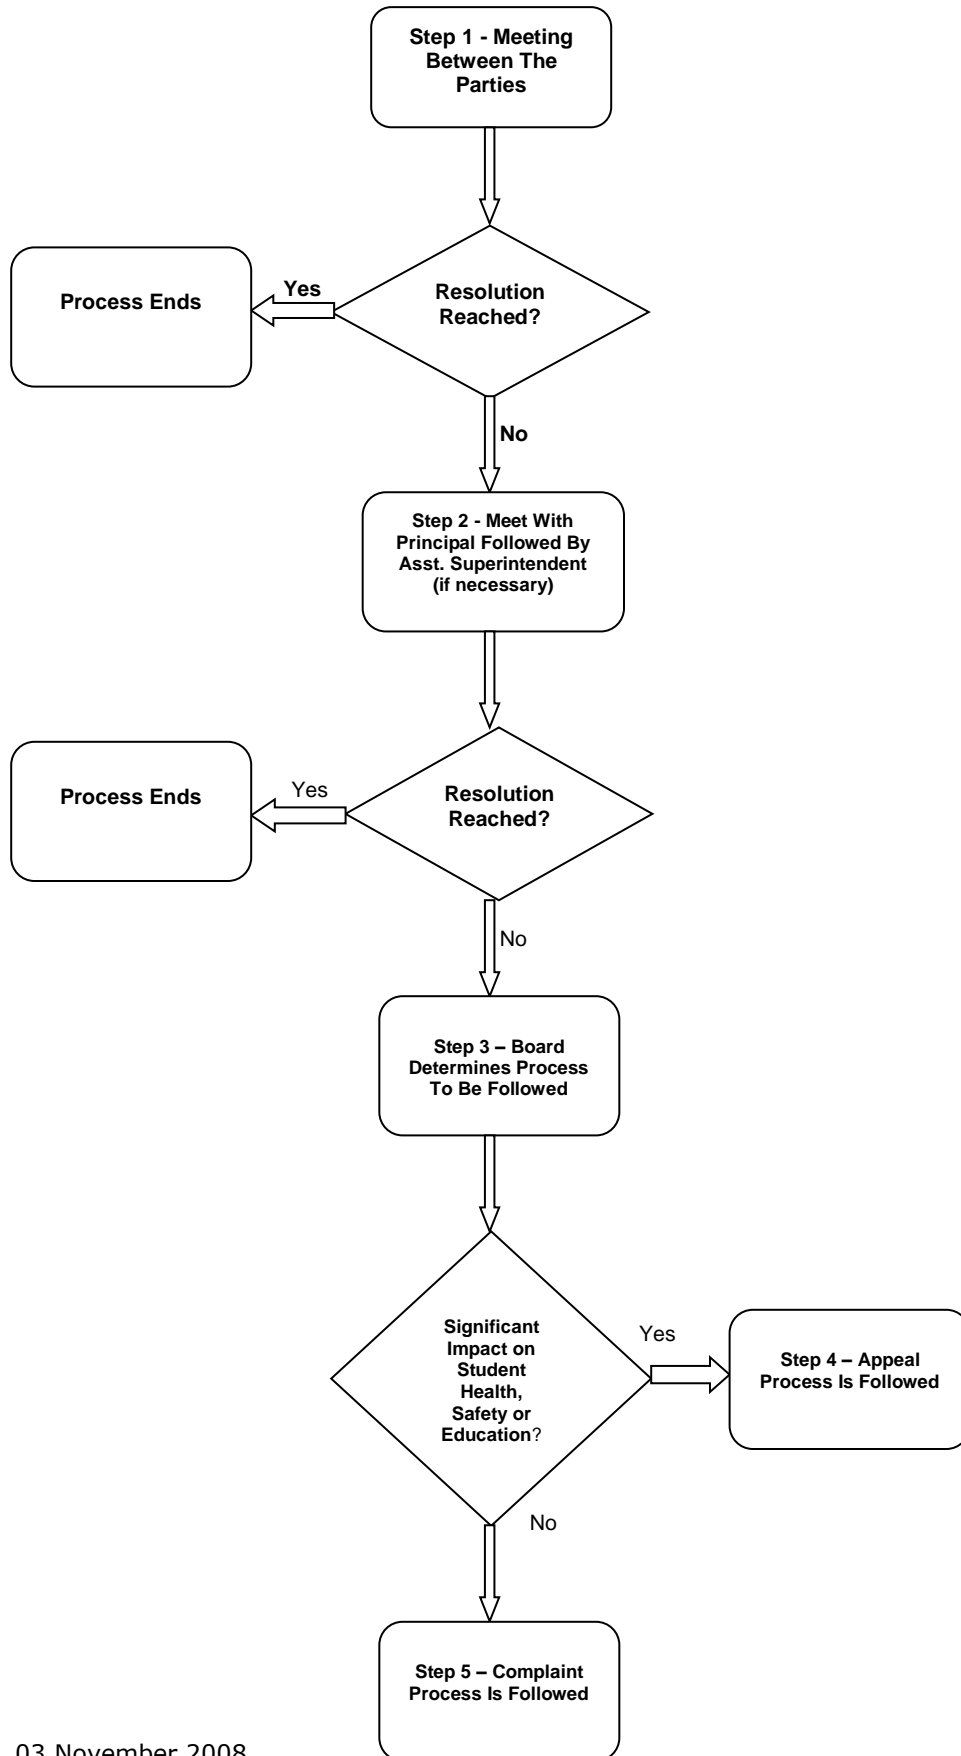 Step 1 - Meeting
Between The
Parties
Resolution
Reached?
Yes
Process Ends
No
Step 2 - Meet With
Principal Followed By
Asst. Superintendent
(if necessary)
Resolution
Reached?
Yes
Process Ends
No
Step 3 – Board
Determines Process
To Be Followed
Significant
Impact on
Student
Health,
Safety or
Education?
Yes
Step 4 – Appeal
Process Is Followed
No
Step 5 – Complaint
Process Is Followed
03 November 2008